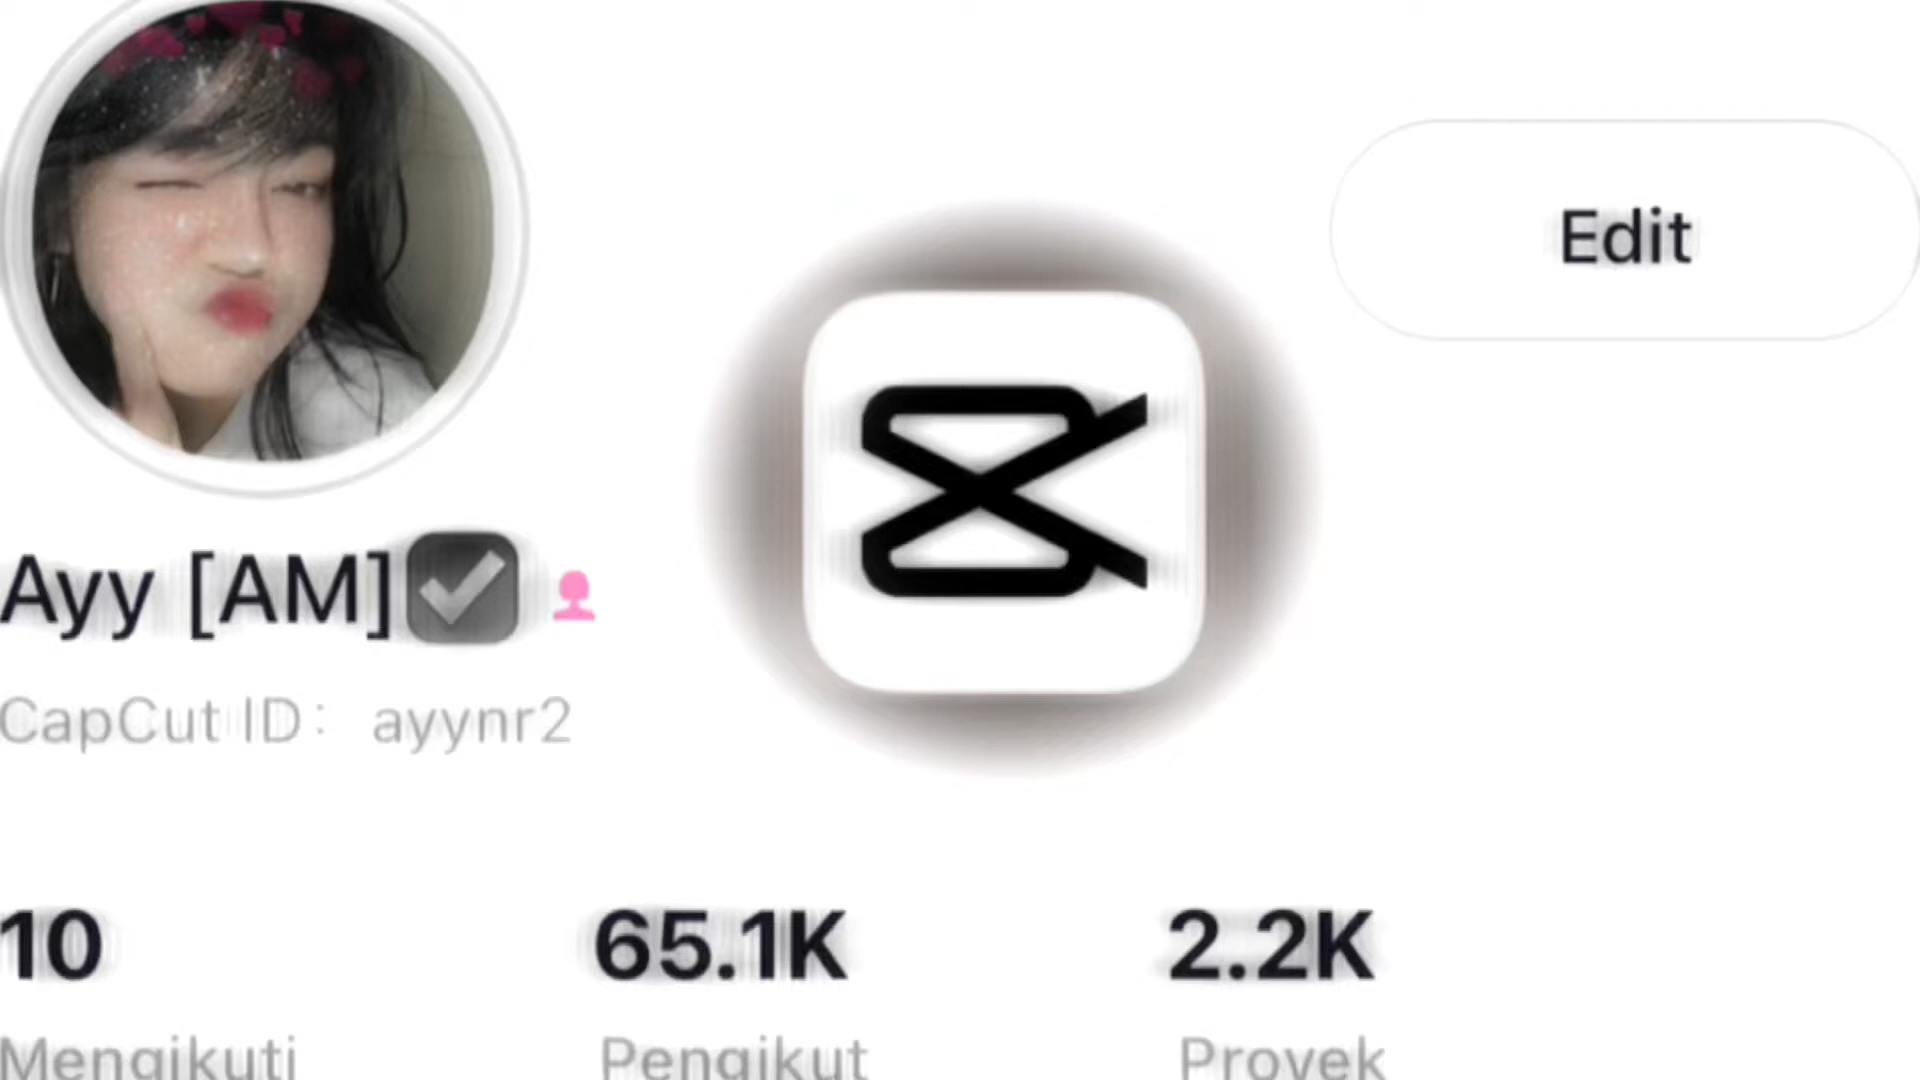 Edit
Ayy [AM]
CapCut ID: ayynr2
10 65.1K 2.2K
Mengikuti Pengikut Proyek